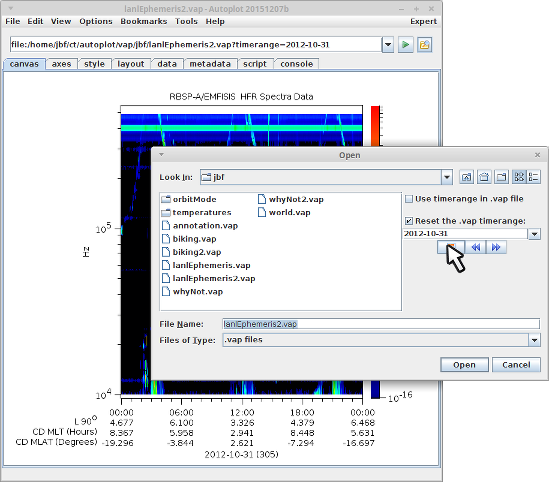 lanlEphemeris2.vap - Autoplot 20151207b
File Edit View Options Bookmarks Tools Help Expert
file:/home/jbf/ct/autoplot/vap/jbf/lanlEphemeris2.vap?timerange=2012-10-31
canvas axes style layout data metadata script console
RBSP-A/EMFISIS HFR Spectra Data
Open
Look In: jbf
orbitMode
temperatures
annotation.vap
biking.vap
biking2.vap
lanlEphemeris.vap
lanlEphemeris2.vap
whyNot.vap
whyNot2.vap
world.vap
Use timerange in .vap file
Reset the .vap timerange:
2012-10-31
File Name: lanlEphemeris2.vap
Files of Type: .vap files
Open Cancel
Hz
10⁵
10⁴
10⁻¹⁶
00:00 06:00 12:00 18:00 00:00
L 90° 4.677 6.100 3.326 4.379 6.468
CD MLT (Hours) 8.367 5.958 2.941 8.448 5.631
CD MLAT (Degrees) -19.296 -3.844 2.621 -7.294 -16.697
2012-10-31 (305)